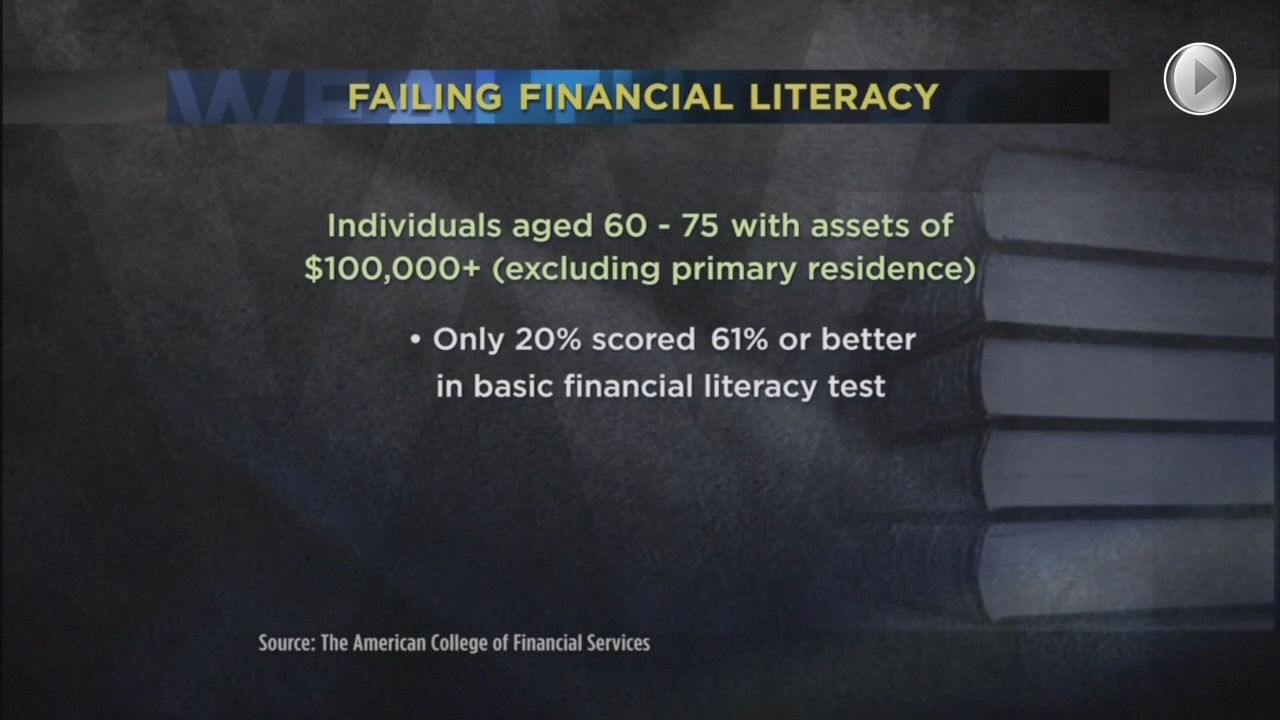 FAILING FINANCIAL LITERACY
Individuals aged 60 - 75 with assets of
$100,000+ (excluding primary residence)
• Only 20% scored 61% or better
in basic financial literacy test
Source: The American College of Financial Services